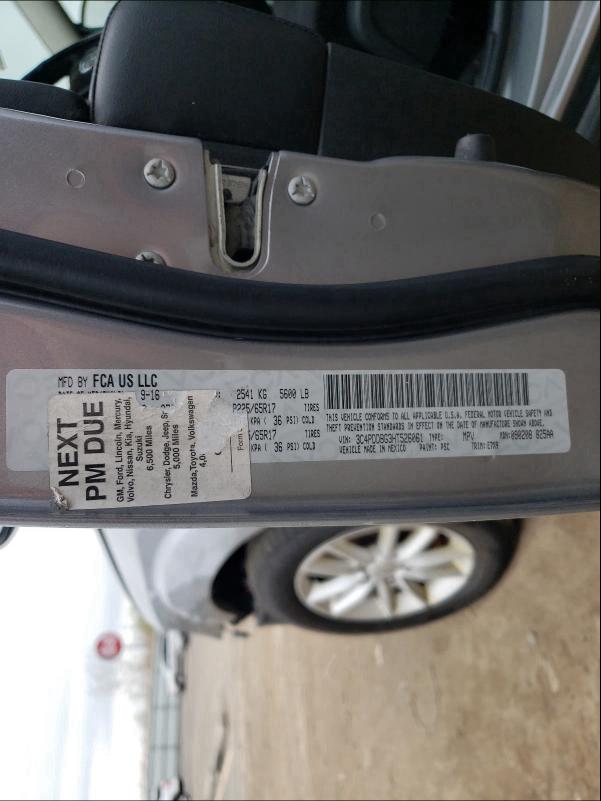 MFD BY FCA US LLC
9-16
2541 KG 5600 LB
P225/65R17 TIRES
KPA ( 36 PSI) COLD
/65R17 TIRES
KPA ( 36 PSI) COLD
THIS VEHICLE CONFORMS TO ALL APPLICABLE U.S.A. FEDERAL MOTOR VEHICLE SAFETY AND
THEFT PREVENTION STANDARDS IN EFFECT ON THE DATE OF MANUFACTURE SHOWN ABOVE.
VIN: 3C4PDDBG3HT528061 TYPE: MPV
VEHICLE MADE IN MEXICO PAINT: PSC TRIM:
NEXT
PM DUE
GM, Ford, Lincoln, Mercury,
Volvo, Nissan, Kia, Hyundai,
Suzuki
6,500 Miles
Chrysler, Dodge, Jeep,
5,000 Miles
Mazda, Toyota, Volkswagen
Form